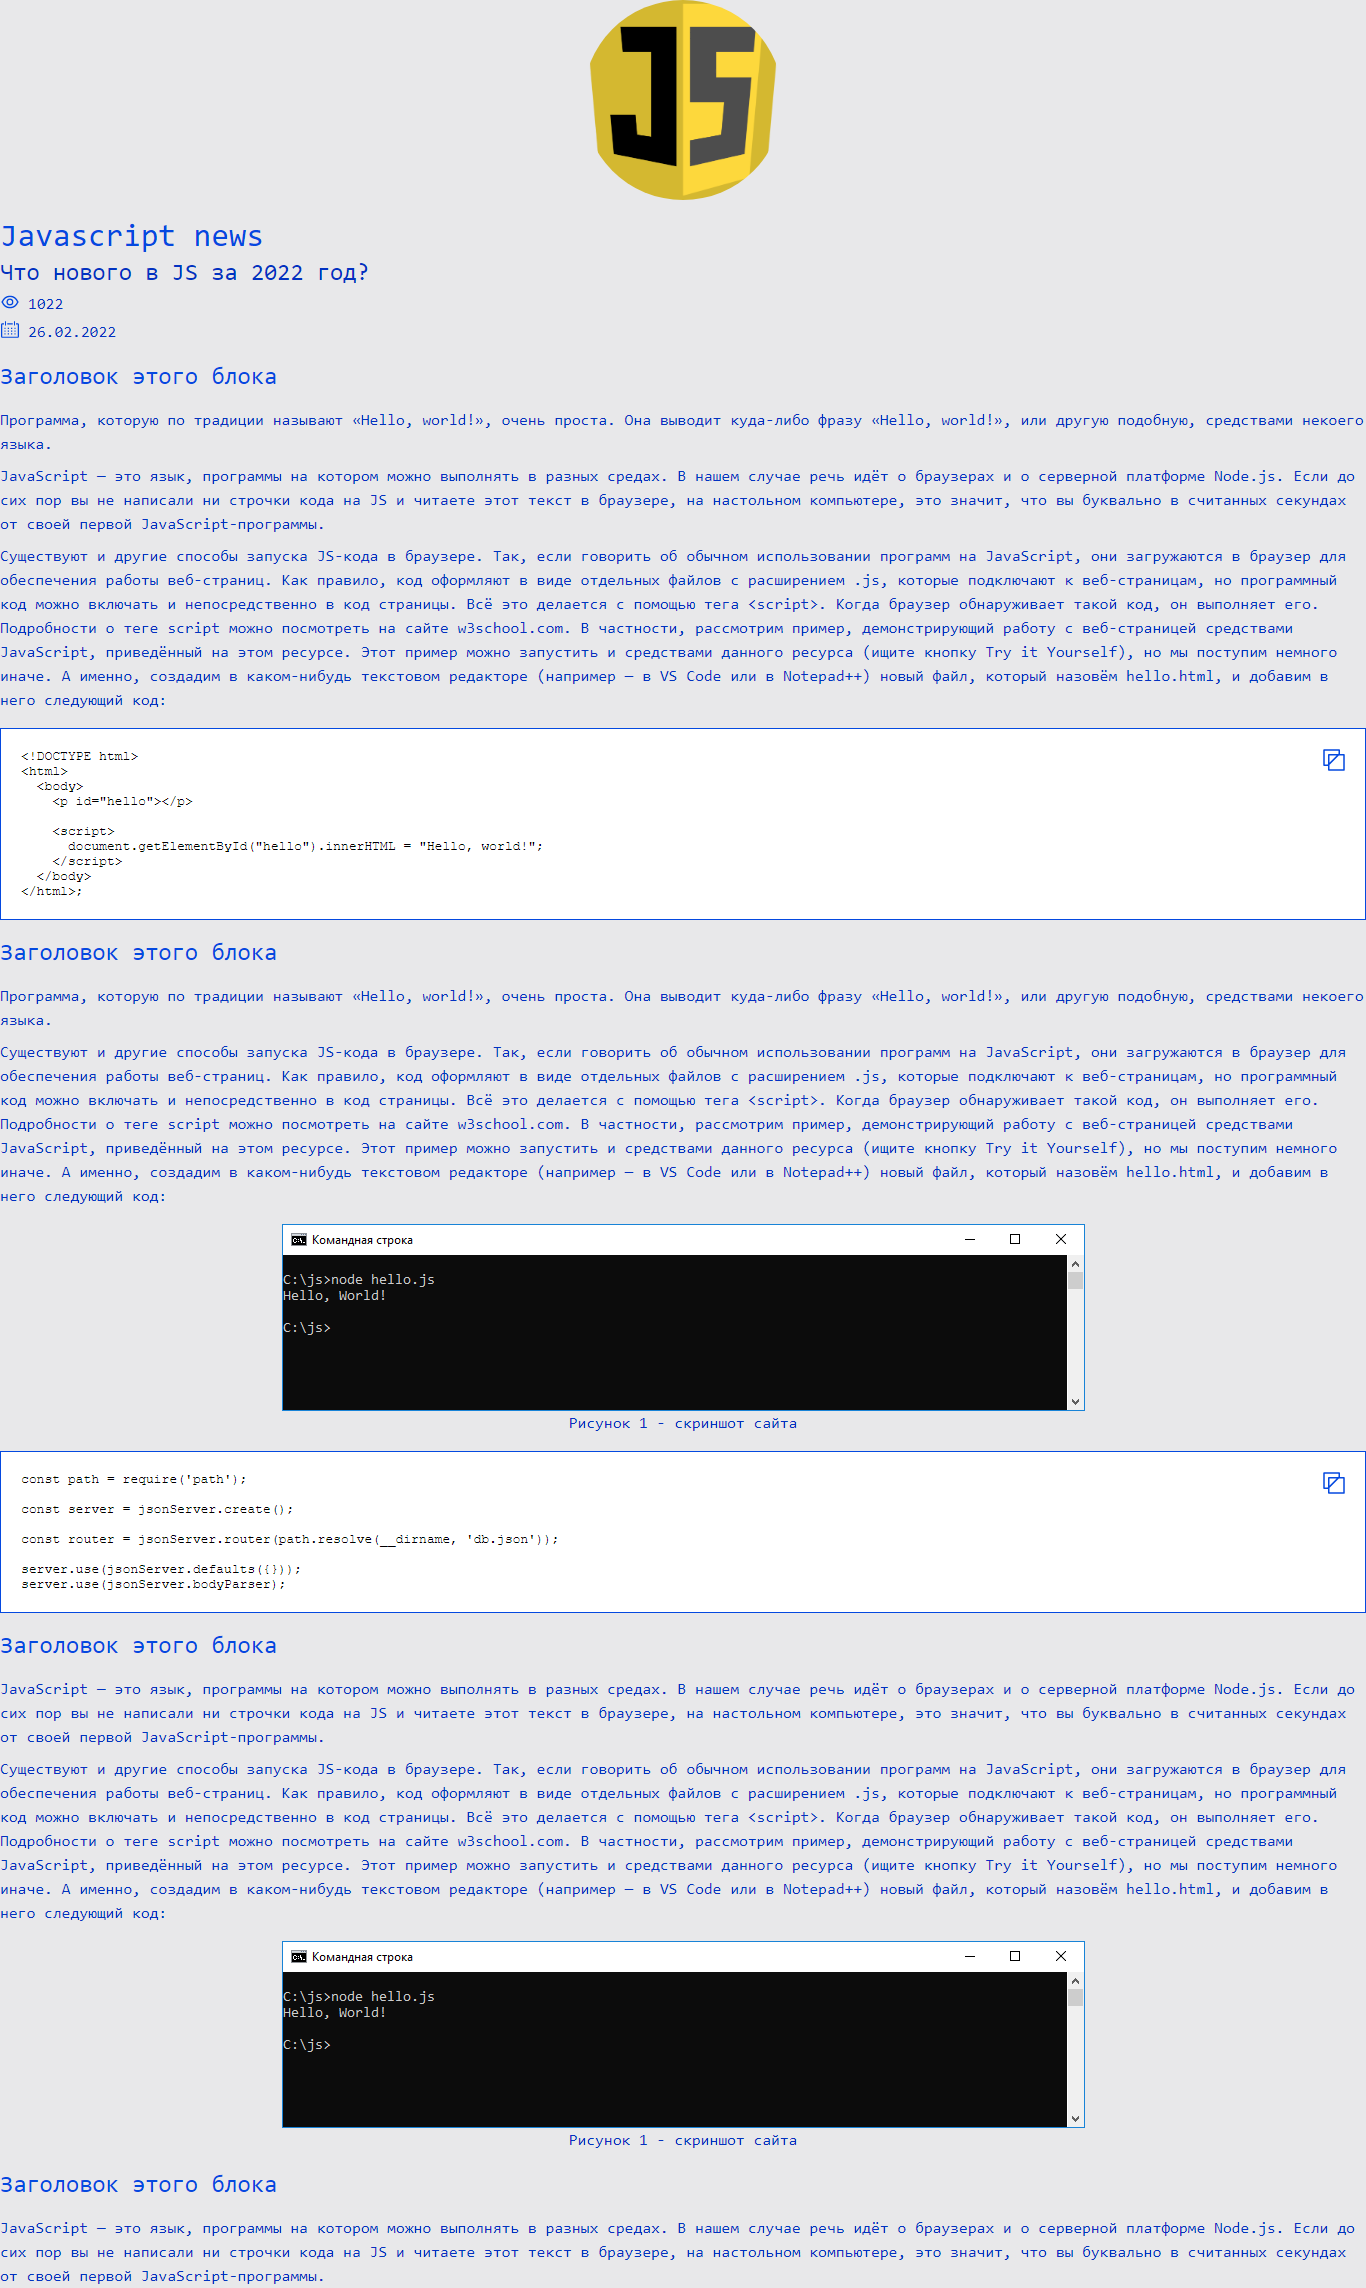 JS
Javascript news
Что нового в JS за 2022 год?
1022
26.02.2022
Заголовок этого блока
Программа, которую по традиции называют «Hello, world!», очень проста. Она выводит куда-либо фразу «Hello, world!», или другую подобную, средствами некоего
языка.
JavaScript — это язык, программы на котором можно выполнять в разных средах. В нашем случае речь идёт о браузерах и о серверной платформе Node.js. Если до
сих пор вы не написали ни строчки кода на JS и читаете этот текст в браузере, на настольном компьютере, это значит, что вы буквально в считанных секундах
от своей первой JavaScript-программы.
Существуют и другие способы запуска JS-кода в браузере. Так, если говорить об обычном использовании программ на JavaScript, они загружаются в браузер для
обеспечения работы веб-страниц. Как правило, код оформляют в виде отдельных файлов с расширением .js, которые подключают к веб-страницам, но программный
код можно включать и непосредственно в код страницы. Всё это делается с помощью тега <script>. Когда браузер обнаруживает такой код, он выполняет его.
Подробности о теге script можно посмотреть на сайте w3school.com. В частности, рассмотрим пример, демонстрирующий работу с веб-страницей средствами
JavaScript, приведённый на этом ресурсе. Этот пример можно запустить и средствами данного ресурса (ищите кнопку Try it Yourself), но мы поступим немного
иначе. А именно, создадим в каком-нибудь текстовом редакторе (например — в VS Code или в Notepad++) новый файл, который назовём hello.html, и добавим в
него следующий код:
<!DOCTYPE html>
<html>
  <body>
    <p id="hello"></p>
    <script>
      document.getElementById("hello").innerHTML = "Hello, world!";
    </script>
  </body>
</html>;
Заголовок этого блока
Программа, которую по традиции называют «Hello, world!», очень проста. Она выводит куда-либо фразу «Hello, world!», или другую подобную, средствами некоего
языка.
Существуют и другие способы запуска JS-кода в браузере. Так, если говорить об обычном использовании программ на JavaScript, они загружаются в браузер для
обеспечения работы веб-страниц. Как правило, код оформляют в виде отдельных файлов с расширением .js, которые подключают к веб-страницам, но программный
код можно включать и непосредственно в код страницы. Всё это делается с помощью тега <script>. Когда браузер обнаруживает такой код, он выполняет его.
Подробности о теге script можно посмотреть на сайте w3school.com. В частности, рассмотрим пример, демонстрирующий работу с веб-страницей средствами
JavaScript, приведённый на этом ресурсе. Этот пример можно запустить и средствами данного ресурса (ищите кнопку Try it Yourself), но мы поступим немного
иначе. А именно, создадим в каком-нибудь текстовом редакторе (например — в VS Code или в Notepad++) новый файл, который назовём hello.html, и добавим в
него следующий код:
Командная строка
C:\js>node hello.js
Hello, World!
C:\js>
Рисунок 1 - скриншот сайта
const path = require('path');
const server = jsonServer.create();
const router = jsonServer.router(path.resolve(__dirname, 'db.json'));
server.use(jsonServer.defaults({}));
server.use(jsonServer.bodyParser);
Заголовок этого блока
JavaScript — это язык, программы на котором можно выполнять в разных средах. В нашем случае речь идёт о браузерах и о серверной платформе Node.js. Если до
сих пор вы не написали ни строчки кода на JS и читаете этот текст в браузере, на настольном компьютере, это значит, что вы буквально в считанных секундах
от своей первой JavaScript-программы.
Существуют и другие способы запуска JS-кода в браузере. Так, если говорить об обычном использовании программ на JavaScript, они загружаются в браузер для
обеспечения работы веб-страниц. Как правило, код оформляют в виде отдельных файлов с расширением .js, которые подключают к веб-страницам, но программный
код можно включать и непосредственно в код страницы. Всё это делается с помощью тега <script>. Когда браузер обнаруживает такой код, он выполняет его.
Подробности о теге script можно посмотреть на сайте w3school.com. В частности, рассмотрим пример, демонстрирующий работу с веб-страницей средствами
JavaScript, приведённый на этом ресурсе. Этот пример можно запустить и средствами данного ресурса (ищите кнопку Try it Yourself), но мы поступим немного
иначе. А именно, создадим в каком-нибудь текстовом редакторе (например — в VS Code или в Notepad++) новый файл, который назовём hello.html, и добавим в
него следующий код:
Командная строка
C:\js>node hello.js
Hello, World!
C:\js>
Рисунок 1 - скриншот сайта
Заголовок этого блока
JavaScript — это язык, программы на котором можно выполнять в разных средах. В нашем случае речь идёт о браузерах и о серверной платформе Node.js. Если до
сих пор вы не написали ни строчки кода на JS и читаете этот текст в браузере, на настольном компьютере, это значит, что вы буквально в считанных секундах
от своей первой JavaScript-программы.